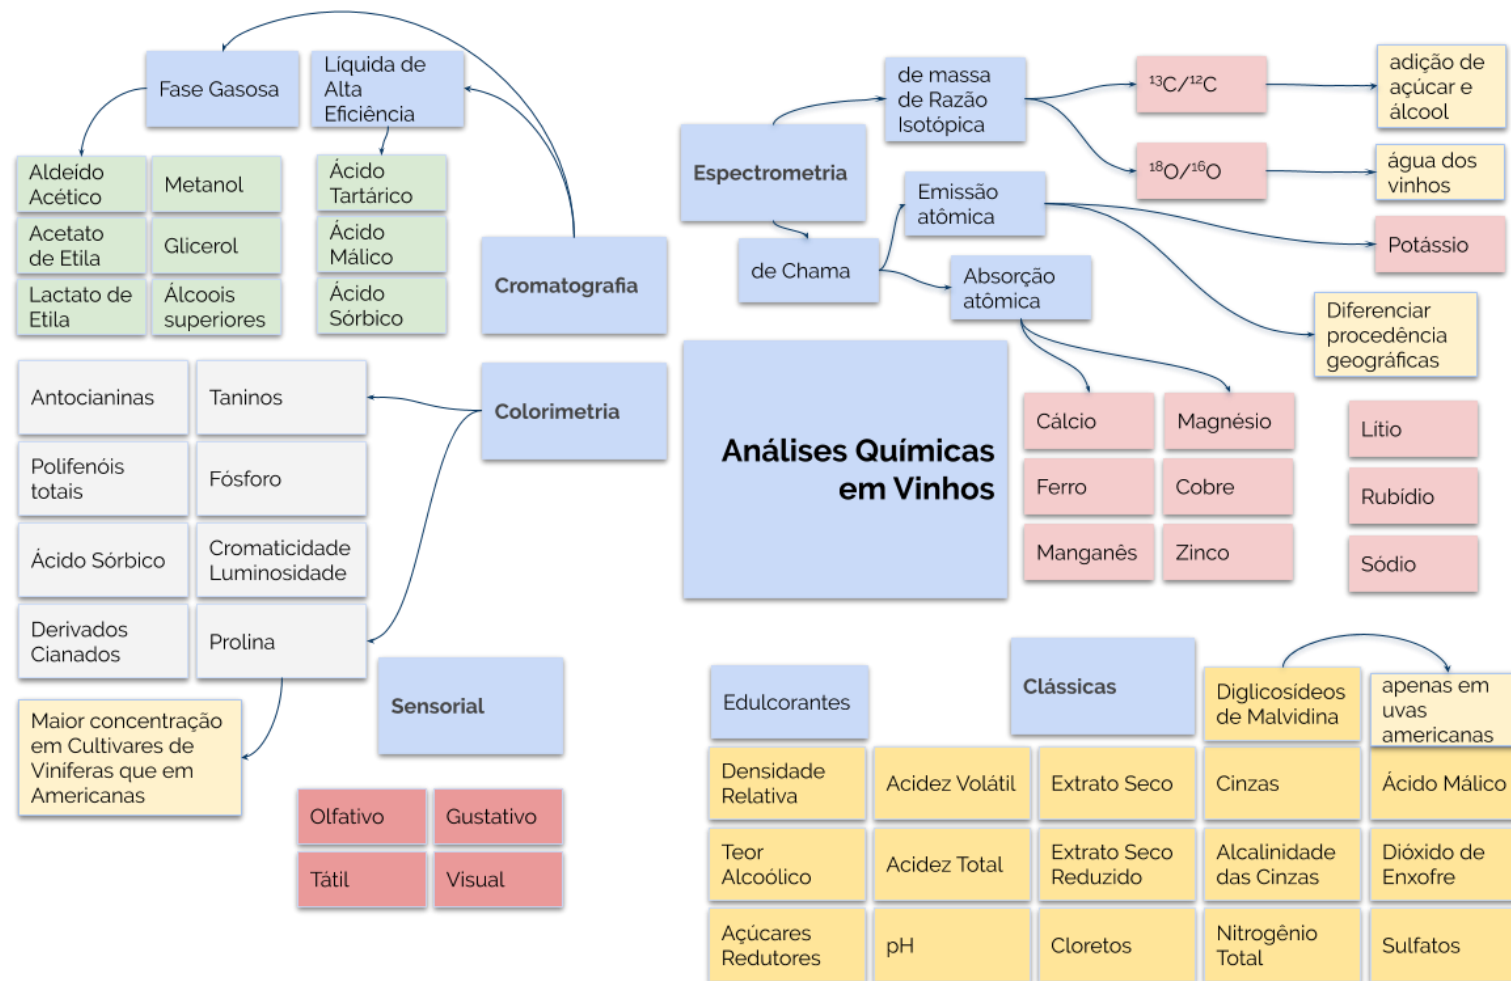 Fase Gasosa
Líquida de
Alta
Eficiência
Aldeído
Acético
Metanol
Acetato
de Etila
Glicerol
Lactato de
Etila
Álcoois
superiores
Ácido
Tartárico
Ácido
Málico
Ácido
Sórbico
Cromatografia
Espectrometria
de massa
de Razão
Isotópica
¹³C/¹²C
adição de
açúcar e
álcool
¹⁸O/¹⁶O
água dos
vinhos
de Chama
Emissão
atômica
Potássio
Diferenciar
procedência
geográficas
Absorção
atômica
Cálcio
Magnésio
Ferro
Cobre
Manganês
Zinco
Lítio
Rubídio
Sódio
Análises Químicas
em Vinhos
Colorimetria
Antocianinas
Taninos
Polifenóis
totais
Fósforo
Ácido Sórbico
Cromaticidade
Luminosidade
Derivados
Cianados
Prolina
Maior concentração
em Cultivares de
Viníferas que em
Americanas
Sensorial
Olfativo
Gustativo
Tátil
Visual
Edulcorantes
Clássicas
Diglicosídeos
de Malvidina
apenas em
uvas
americanas
Densidade
Relativa
Acidez Volátil
Extrato Seco
Cinzas
Ácido Málico
Teor
Alcoólico
Acidez Total
Extrato Seco
Reduzido
Alcalinidade
das Cinzas
Dióxido de
Enxofre
Açúcares
Redutores
pH
Cloretos
Nitrogênio
Total
Sulfatos